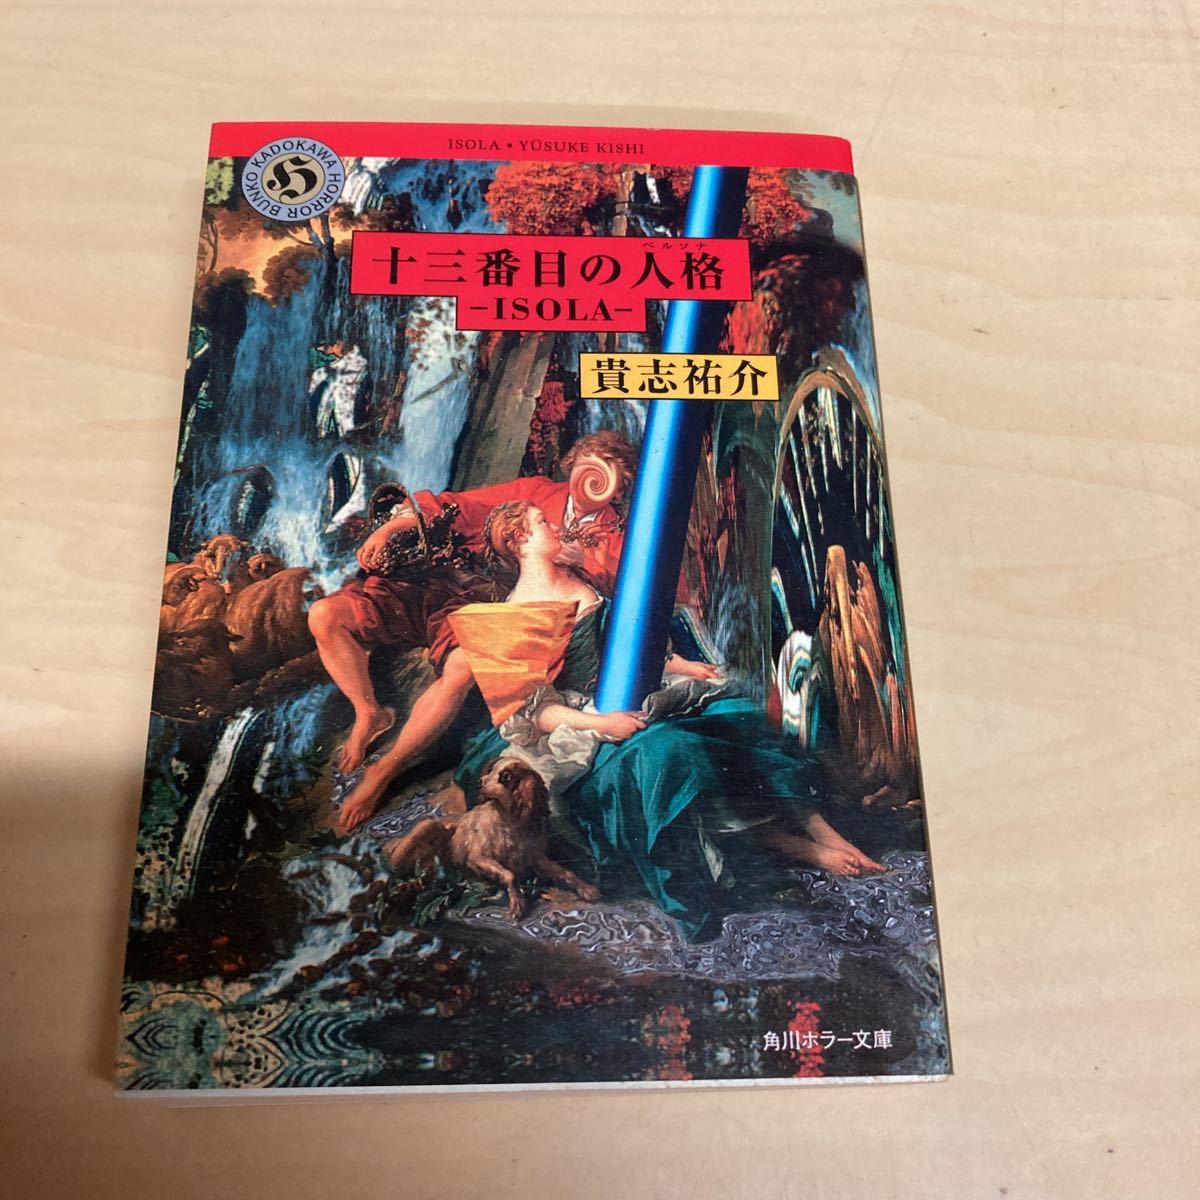 ISOLA・YŪSUKE KISHI
KADOKAWA HORROR BUNKO
H
ペルソナ
十三番目の人格
−ISOLA−
貴志祐介
角川ホラー文庫